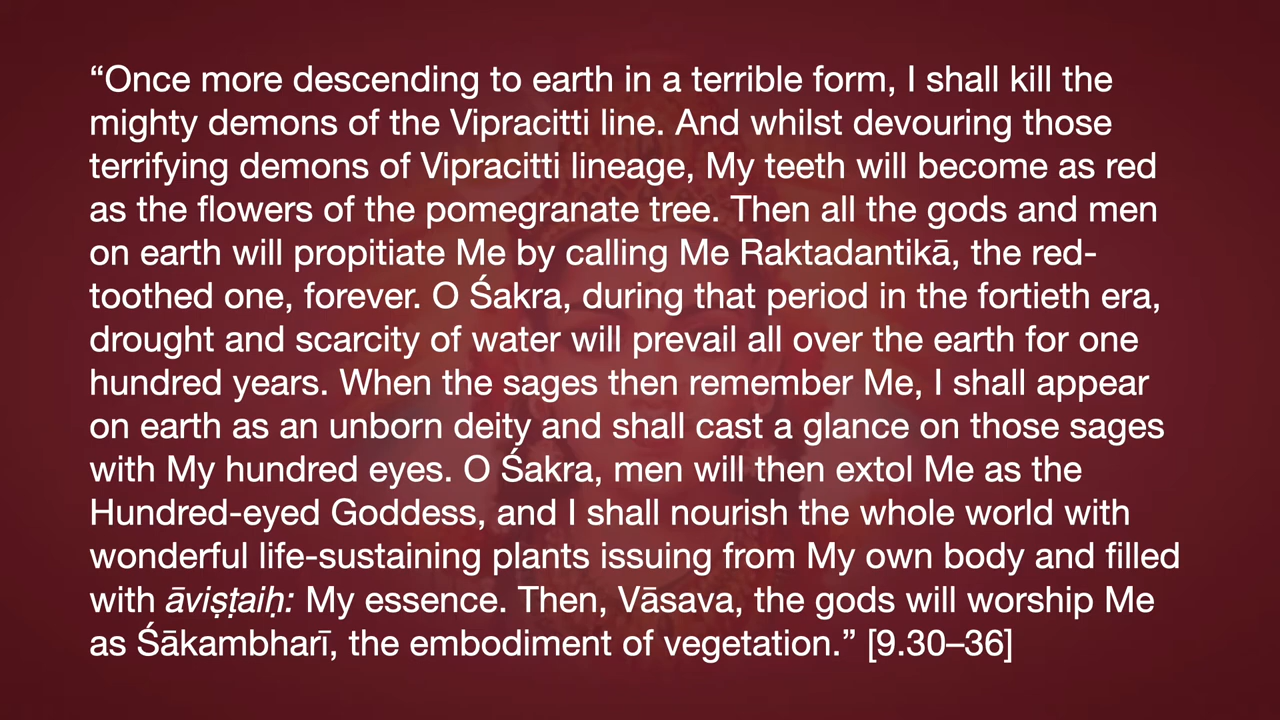 “Once more descending to earth in a terrible form, I shall kill the
mighty demons of the Vipracitti line. And whilst devouring those
terrifying demons of Vipracitti lineage, My teeth will become as red
as the flowers of the pomegranate tree. Then all the gods and men
on earth will propitiate Me by calling Me Raktadantikā, the red-
toothed one, forever. O Śakra, during that period in the fortieth era,
drought and scarcity of water will prevail all over the earth for one
hundred years. When the sages then remember Me, I shall appear
on earth as an unborn deity and shall cast a glance on those sages
with My hundred eyes. O Śakra, men will then extol Me as the
Hundred-eyed Goddess, and I shall nourish the whole world with
wonderful life-sustaining plants issuing from My own body and filled
with āviṣṭaiḥ: My essence. Then, Vāsava, the gods will worship Me
as Śākambharī, the embodiment of vegetation.” [9.30–36]